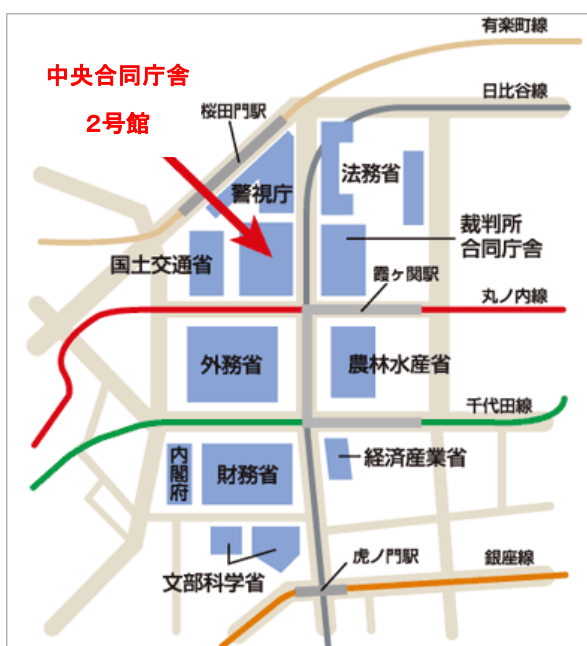 有楽町線
中央合同庁舎
2号館
日比谷線
桜田門駅
法務省
警視庁
裁判所
合同庁舎
国土交通省
霞ヶ関駅
丸ノ内線
外務省
農林水産省
千代田線
内閣府
財務省
経済産業省
虎ノ門駅
銀座線
文部科学省